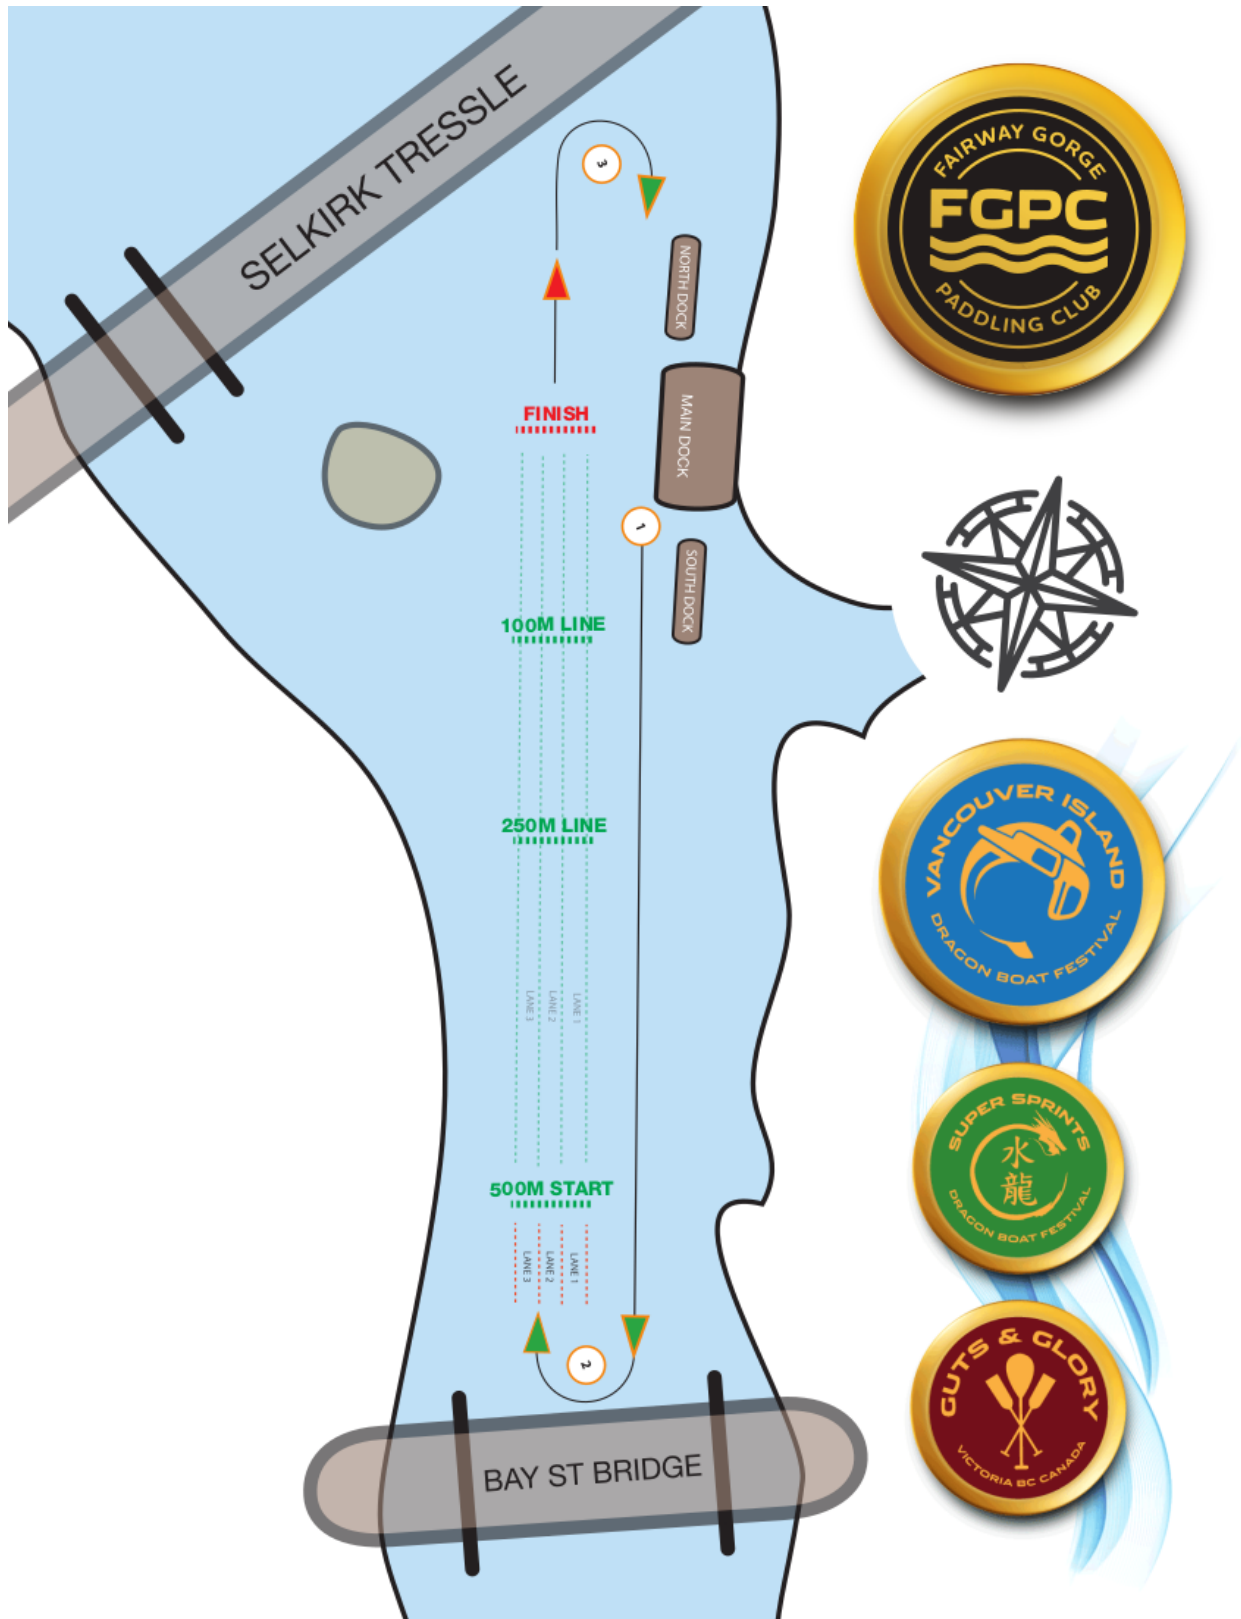 SELKIRK TRESSLE
3
NORTH DOCK
FINISH
MAIN DOCK
1
SOUTH DOCK
100M LINE
250M LINE
LANE 3
LANE 2
LANE 1
500M START
LANE 3
LANE 2
LANE 1
2
BAY ST BRIDGE
FAIRWAY GORGE
FGPC
PADDLING CLUB
VANCOUVER ISLAND
DRAGON BOAT FESTIVAL
SUPER SPRINTS
水
龍
DRAGON BOAT FESTIVAL
GUTS & GLORY
VICTORIA BC CANADA